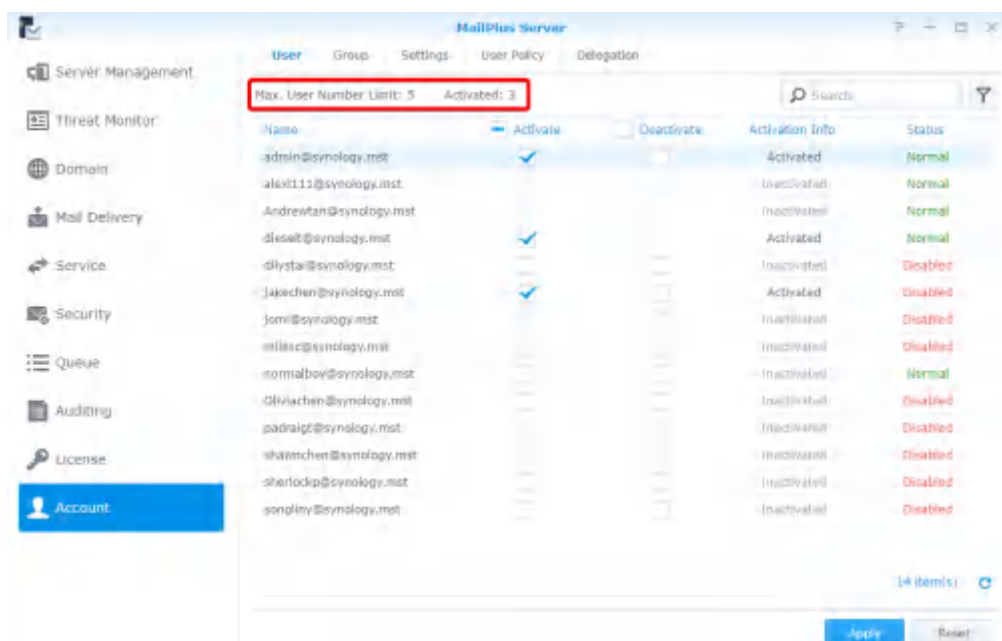 MailPlus Server
User Group Settings User Policy Delegation
Server Management
Max. User Number Limit: 5 Activated: 3 Search
Threat Monitor
Name Activate Deactivate Activation Info Status
admin@synology.mst Activated Normal
Domain
alext111@synology.mst Inactivated Normal
Andrewtan@synology.mst Inactivated Normal
Mail Delivery
dieselt@synology.mst Activated Normal
Service
@synology.mst Inactivated Disabled
jakechen@synology.mst Activated Disabled
Security
jomi@synology.mst Inactivated Disabled
@synology.mst Inactivated Disabled
Queue
normalboy@synology.mst Inactivated Normal
Oliviachen@synology.mst Inactivated Disabled
Auditing
padraigt@synology.mst Inactivated Disabled
shawnchen@synology.mst Inactivated Disabled
License
sherlockp@synology.mst Inactivated Disabled
Account
songliny@synology.mst Inactivated Disabled
14 item(s)
Apply Reset